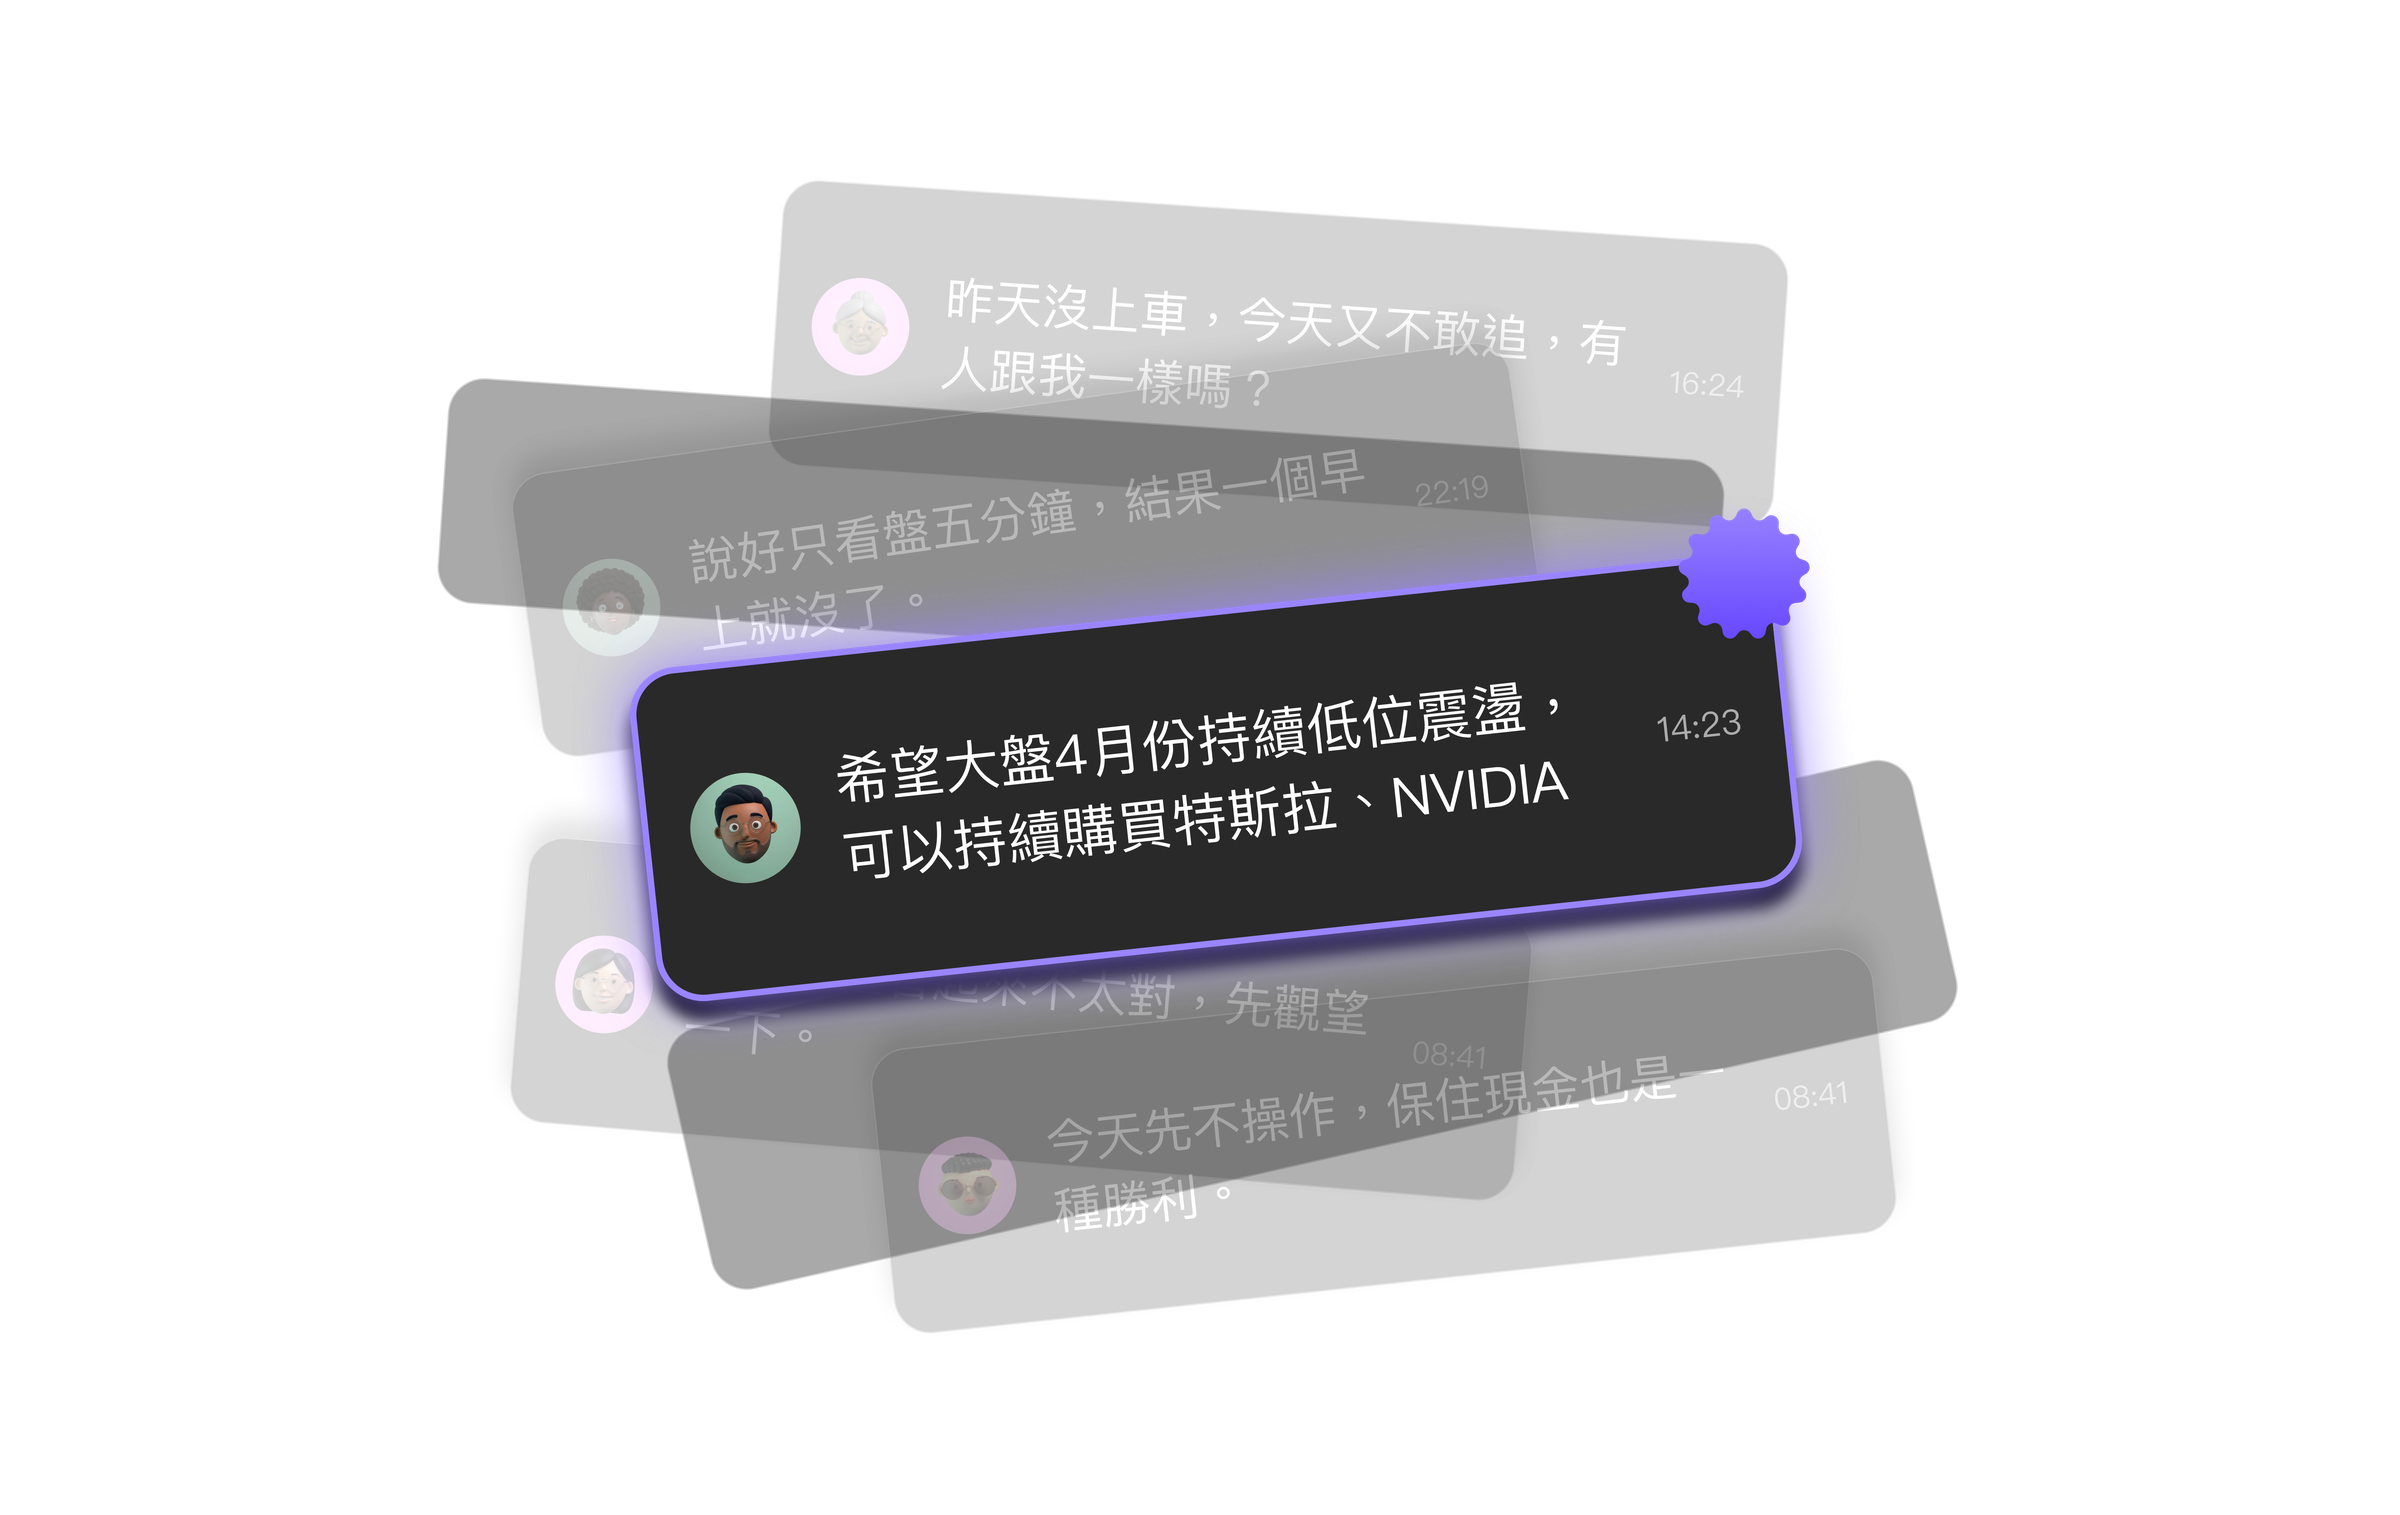 昨天沒上車，今天又不敢追，有
人跟我一樣嗎？
16:24
說好只看盤五分鐘，結果一個早
上就沒了。
22:19
希望大盤4月份持續低位震盪，
可以持續購買特斯拉、NVIDIA
14:23
起來不太對，先觀望
一下。
08:41
今天先不操作，保住現金也是一
種勝利。
08:41